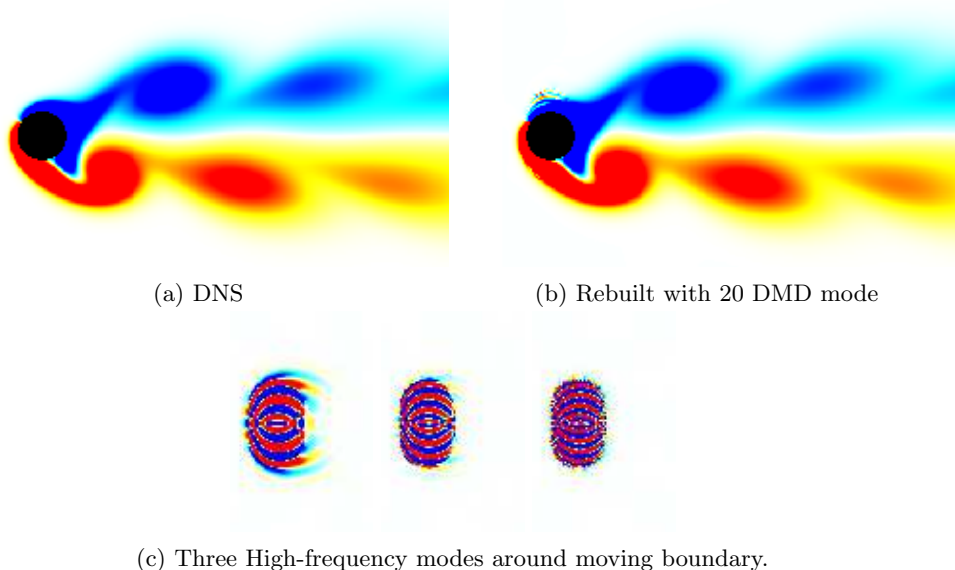 (a) DNS
(b) Rebuilt with 20 DMD mode
(c) Three High-frequency modes around moving boundary.